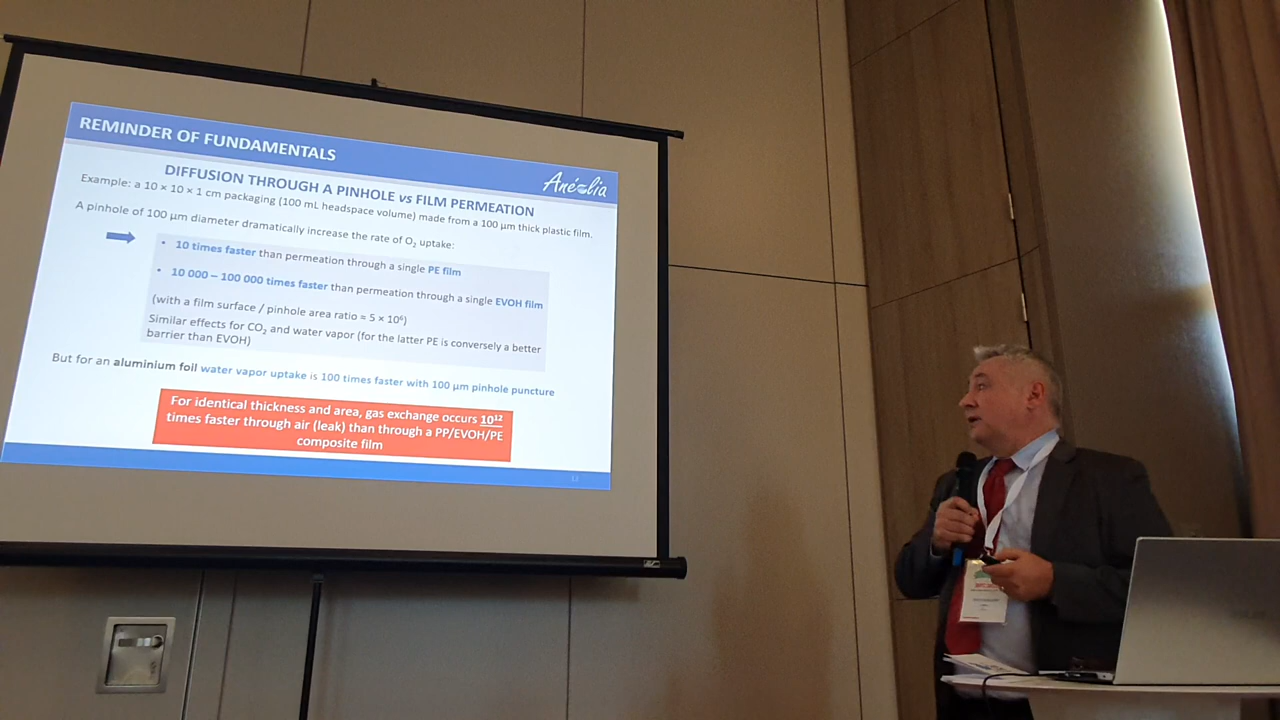 REMINDER OF FUNDAMENTALS
Anéolia
DIFFUSION THROUGH A PINHOLE vs FILM PERMEATION
Example: a 10 × 10 × 1 cm packaging (100 mL headspace volume) made from a 100 µm thick plastic film.
A pinhole of 100 µm diameter dramatically increase the rate of O₂ uptake:
• 10 times faster than permeation through a single PE film
• 10 000 – 100 000 times faster than permeation through a single EVOH film
(with a film surface / pinhole area ratio ≈ 5 × 10⁶)
Similar effects for CO₂ and water vapor (for the latter PE is conversely a better
barrier than EVOH)
But for an aluminium foil water vapor uptake is 100 times faster with 100 µm pinhole puncture
For identical thickness and area, gas exchange occurs 10¹²
times faster through air (leak) than through a PP/EVOH/PE
composite film